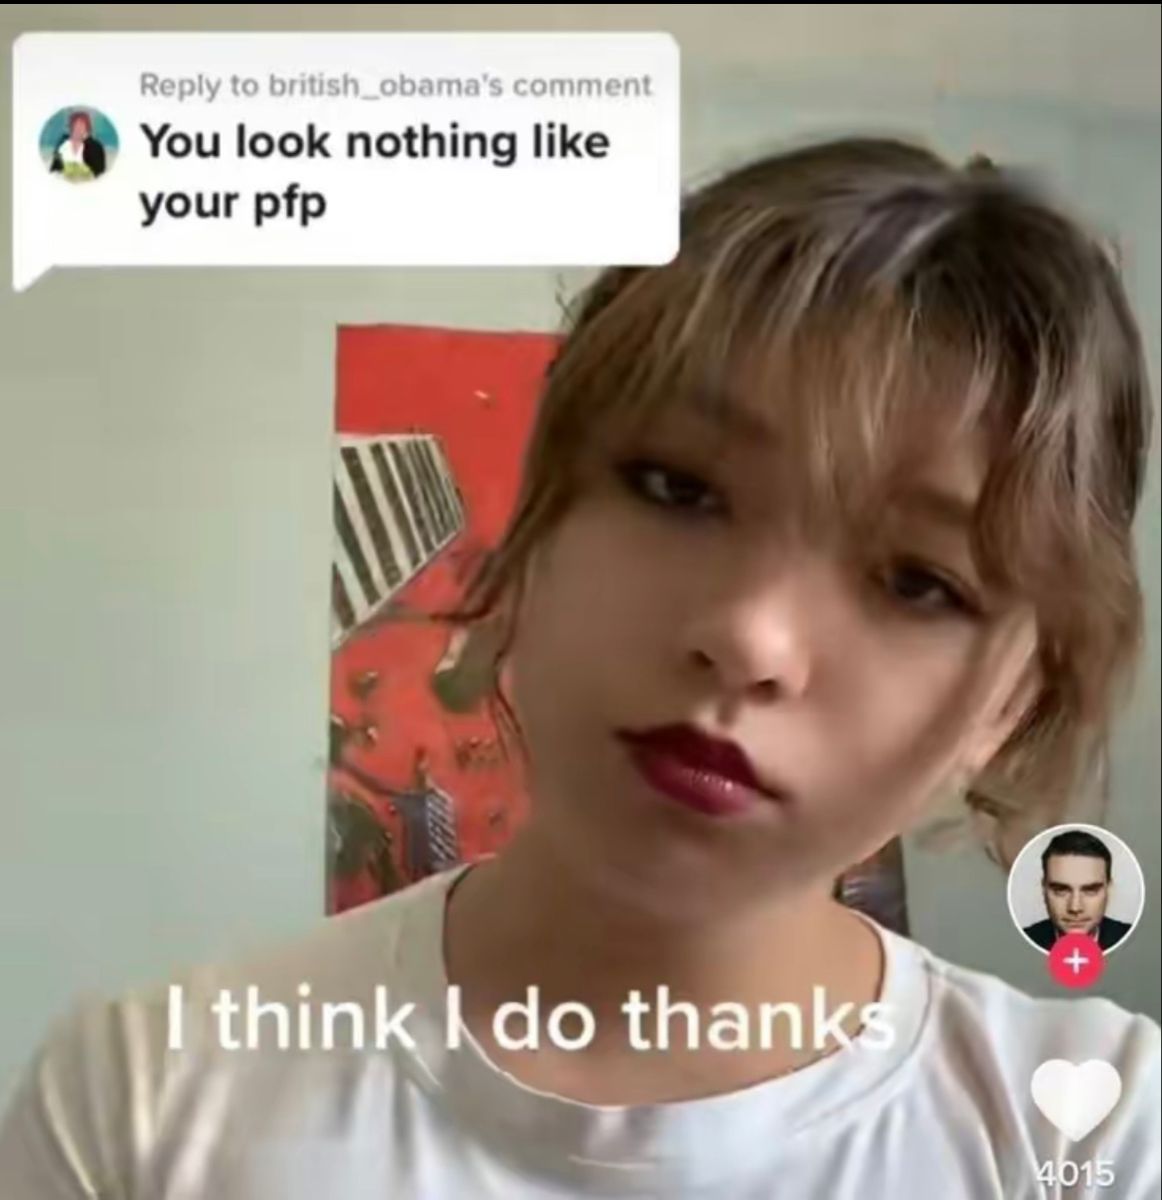 Reply to british_obama's comment
You look nothing like
your pfp
I think I do thanks
4015